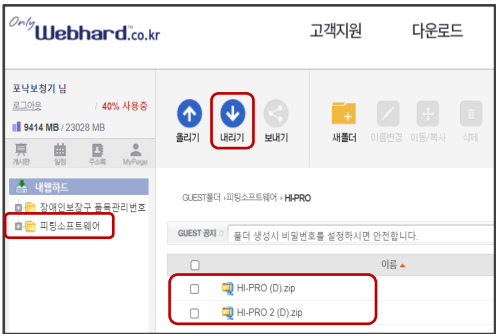 Only Webhard.co.kr
고객지원
다운로드
포낙보청기 님
로그아웃 / 40% 사용중
9414 MB / 23028 MB
게시판 일정 주소록 MyPage
올리기 내리기 보내기 새폴더 이름변경 이동/복사 삭제
내웹하드
장애인보장구 품목관리번호
피팅소프트웨어
GUEST폴더 › 피팅소프트웨어 › HI-PRO
GUEST 공지 폴더 생성시 비밀번호를 설정하시면 안전합니다.
이름
HI-PRO (D).zip
HI-PRO 2 (D).zip